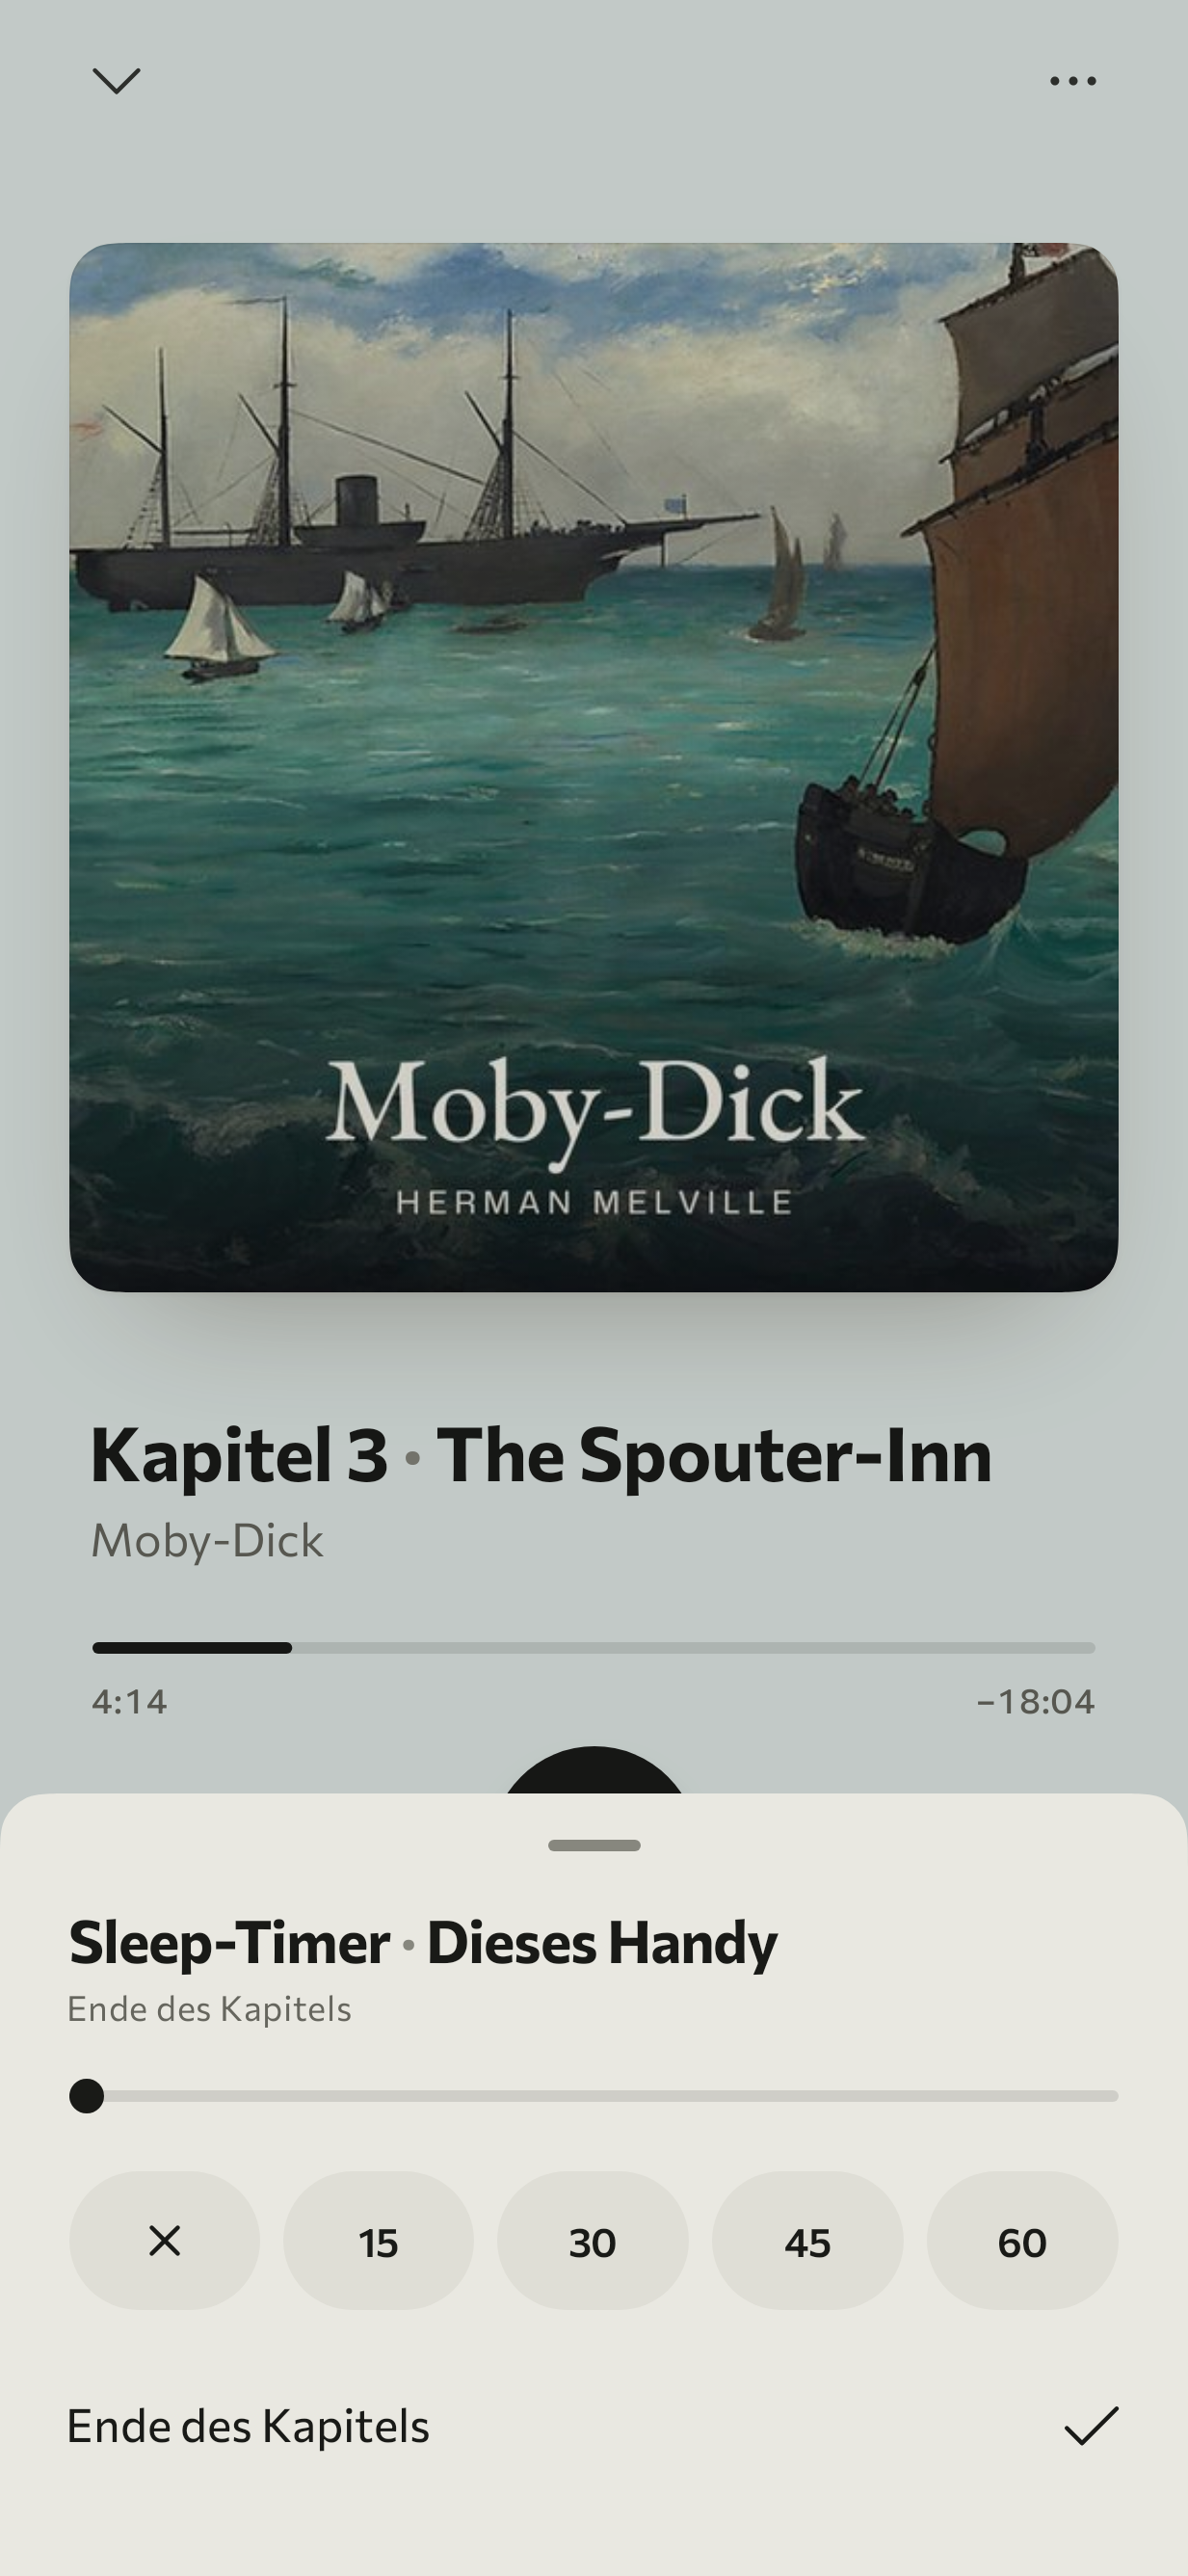 Moby-Dick
HERMAN MELVILLE
Kapitel 3 • The Spouter-Inn
Moby-Dick
4:14
−18:04
Sleep-Timer • Dieses Handy
Ende des Kapitels
15
30
45
60
Ende des Kapitels